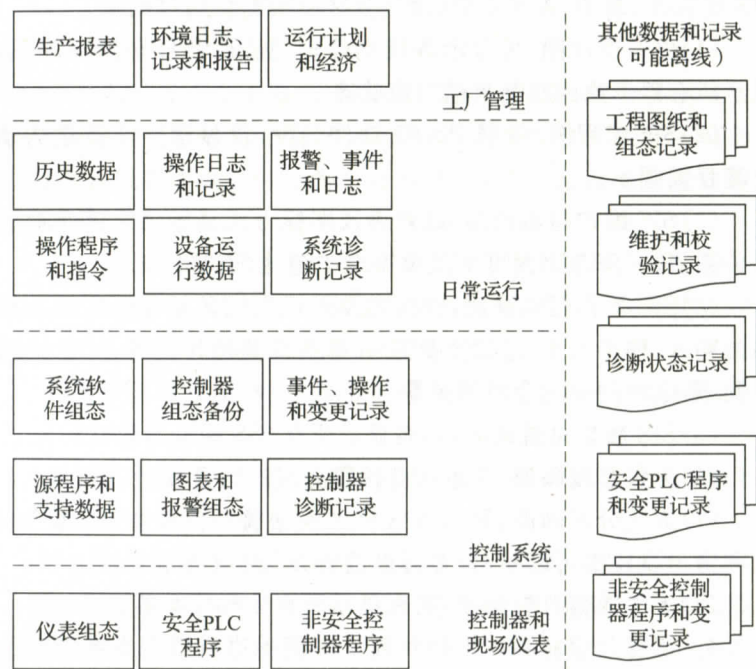 生产报表
环境日志、
记录和报告
运行计划
和经济
工厂管理
历史数据
操作日志
和记录
报警、事件
和日志
操作程序
和指令
设备运
行数据
系统诊
断记录
日常运行
系统软
件组态
控制器
组态备份
事件、操作
和变更记录
源程序和
支持数据
图表和
报警组态
控制器
诊断记录
控制系统
仪表组态
安全PLC
程序
非安全控
制器程序
控制器和
现场仪表
其他数据和记录
（可能离线）
工程图纸和
组态记录
维护和校
验记录
诊断状态记录
安全PLC程序
和变更记录
非安全控制
器程序和变
更记录